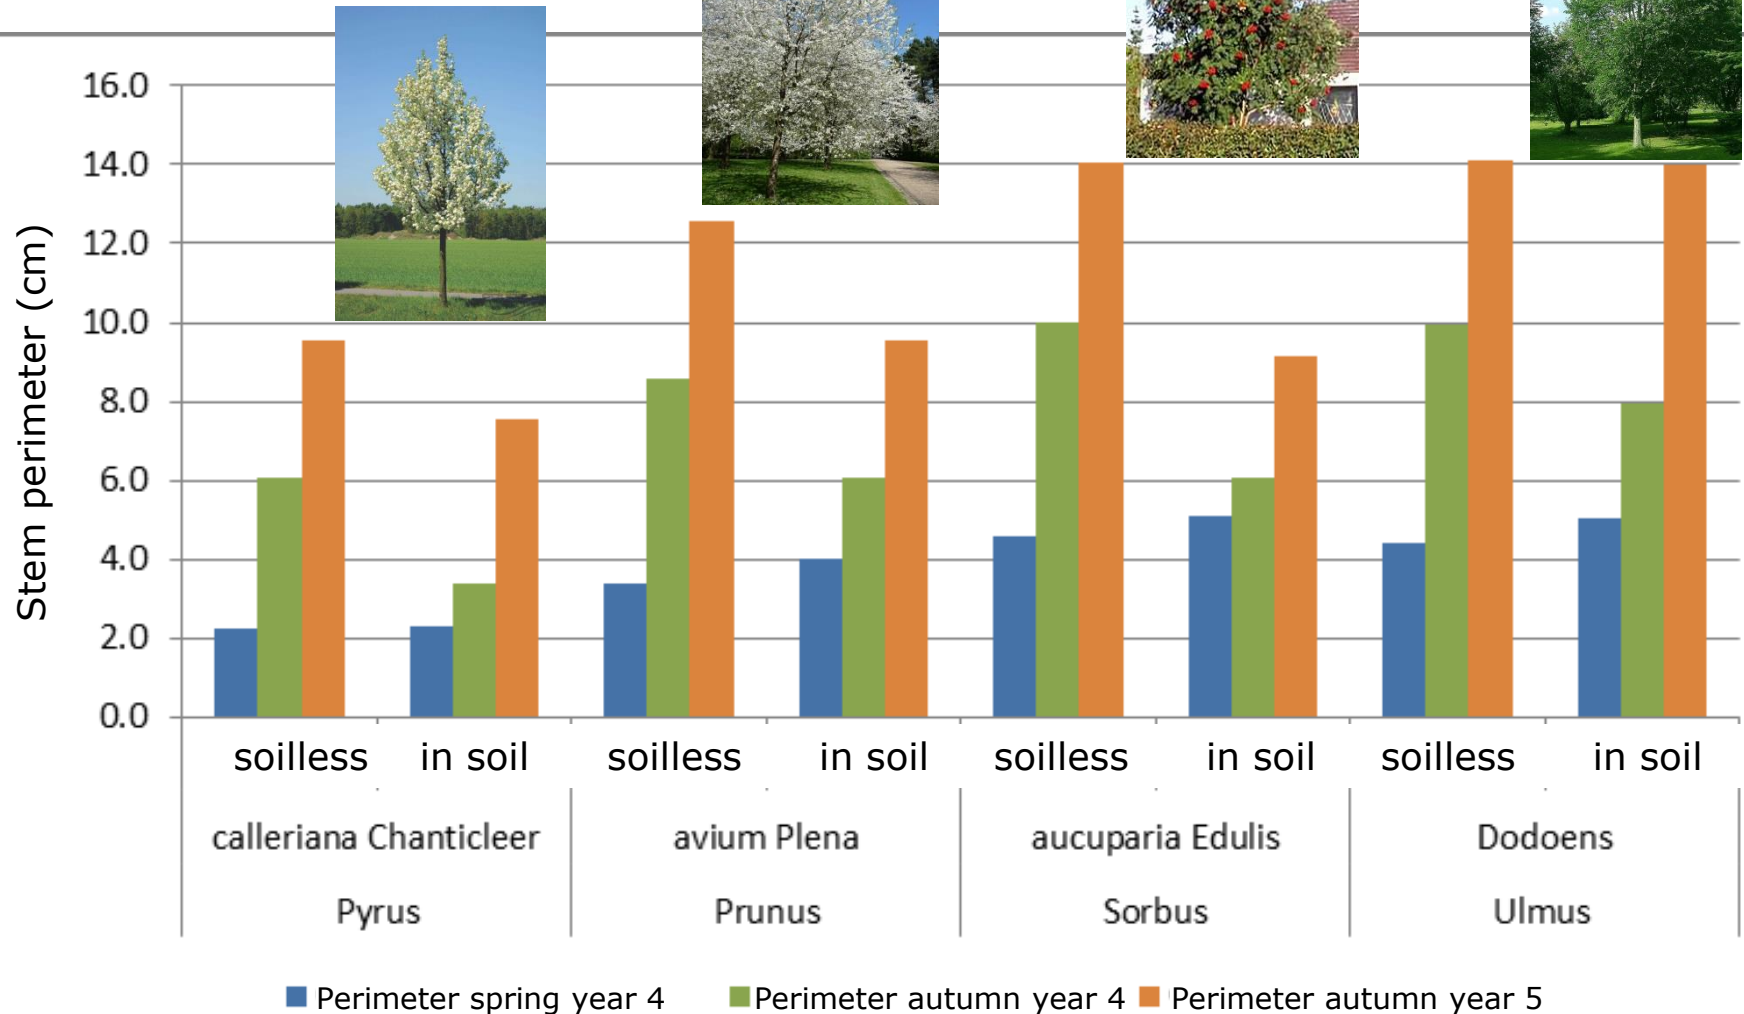 Stem perimeter (cm)
16.0
14.0
12.0
10.0
8.0
6.0
4.0
2.0
0.0
soilless in soil soilless in soil soilless in soil soilless in soil
calleriana Chanticleer avium Plena aucuparia Edulis Dodoens
Pyrus Prunus Sorbus Ulmus
Perimeter spring year 4 Perimeter autumn year 4 Perimeter autumn year 5